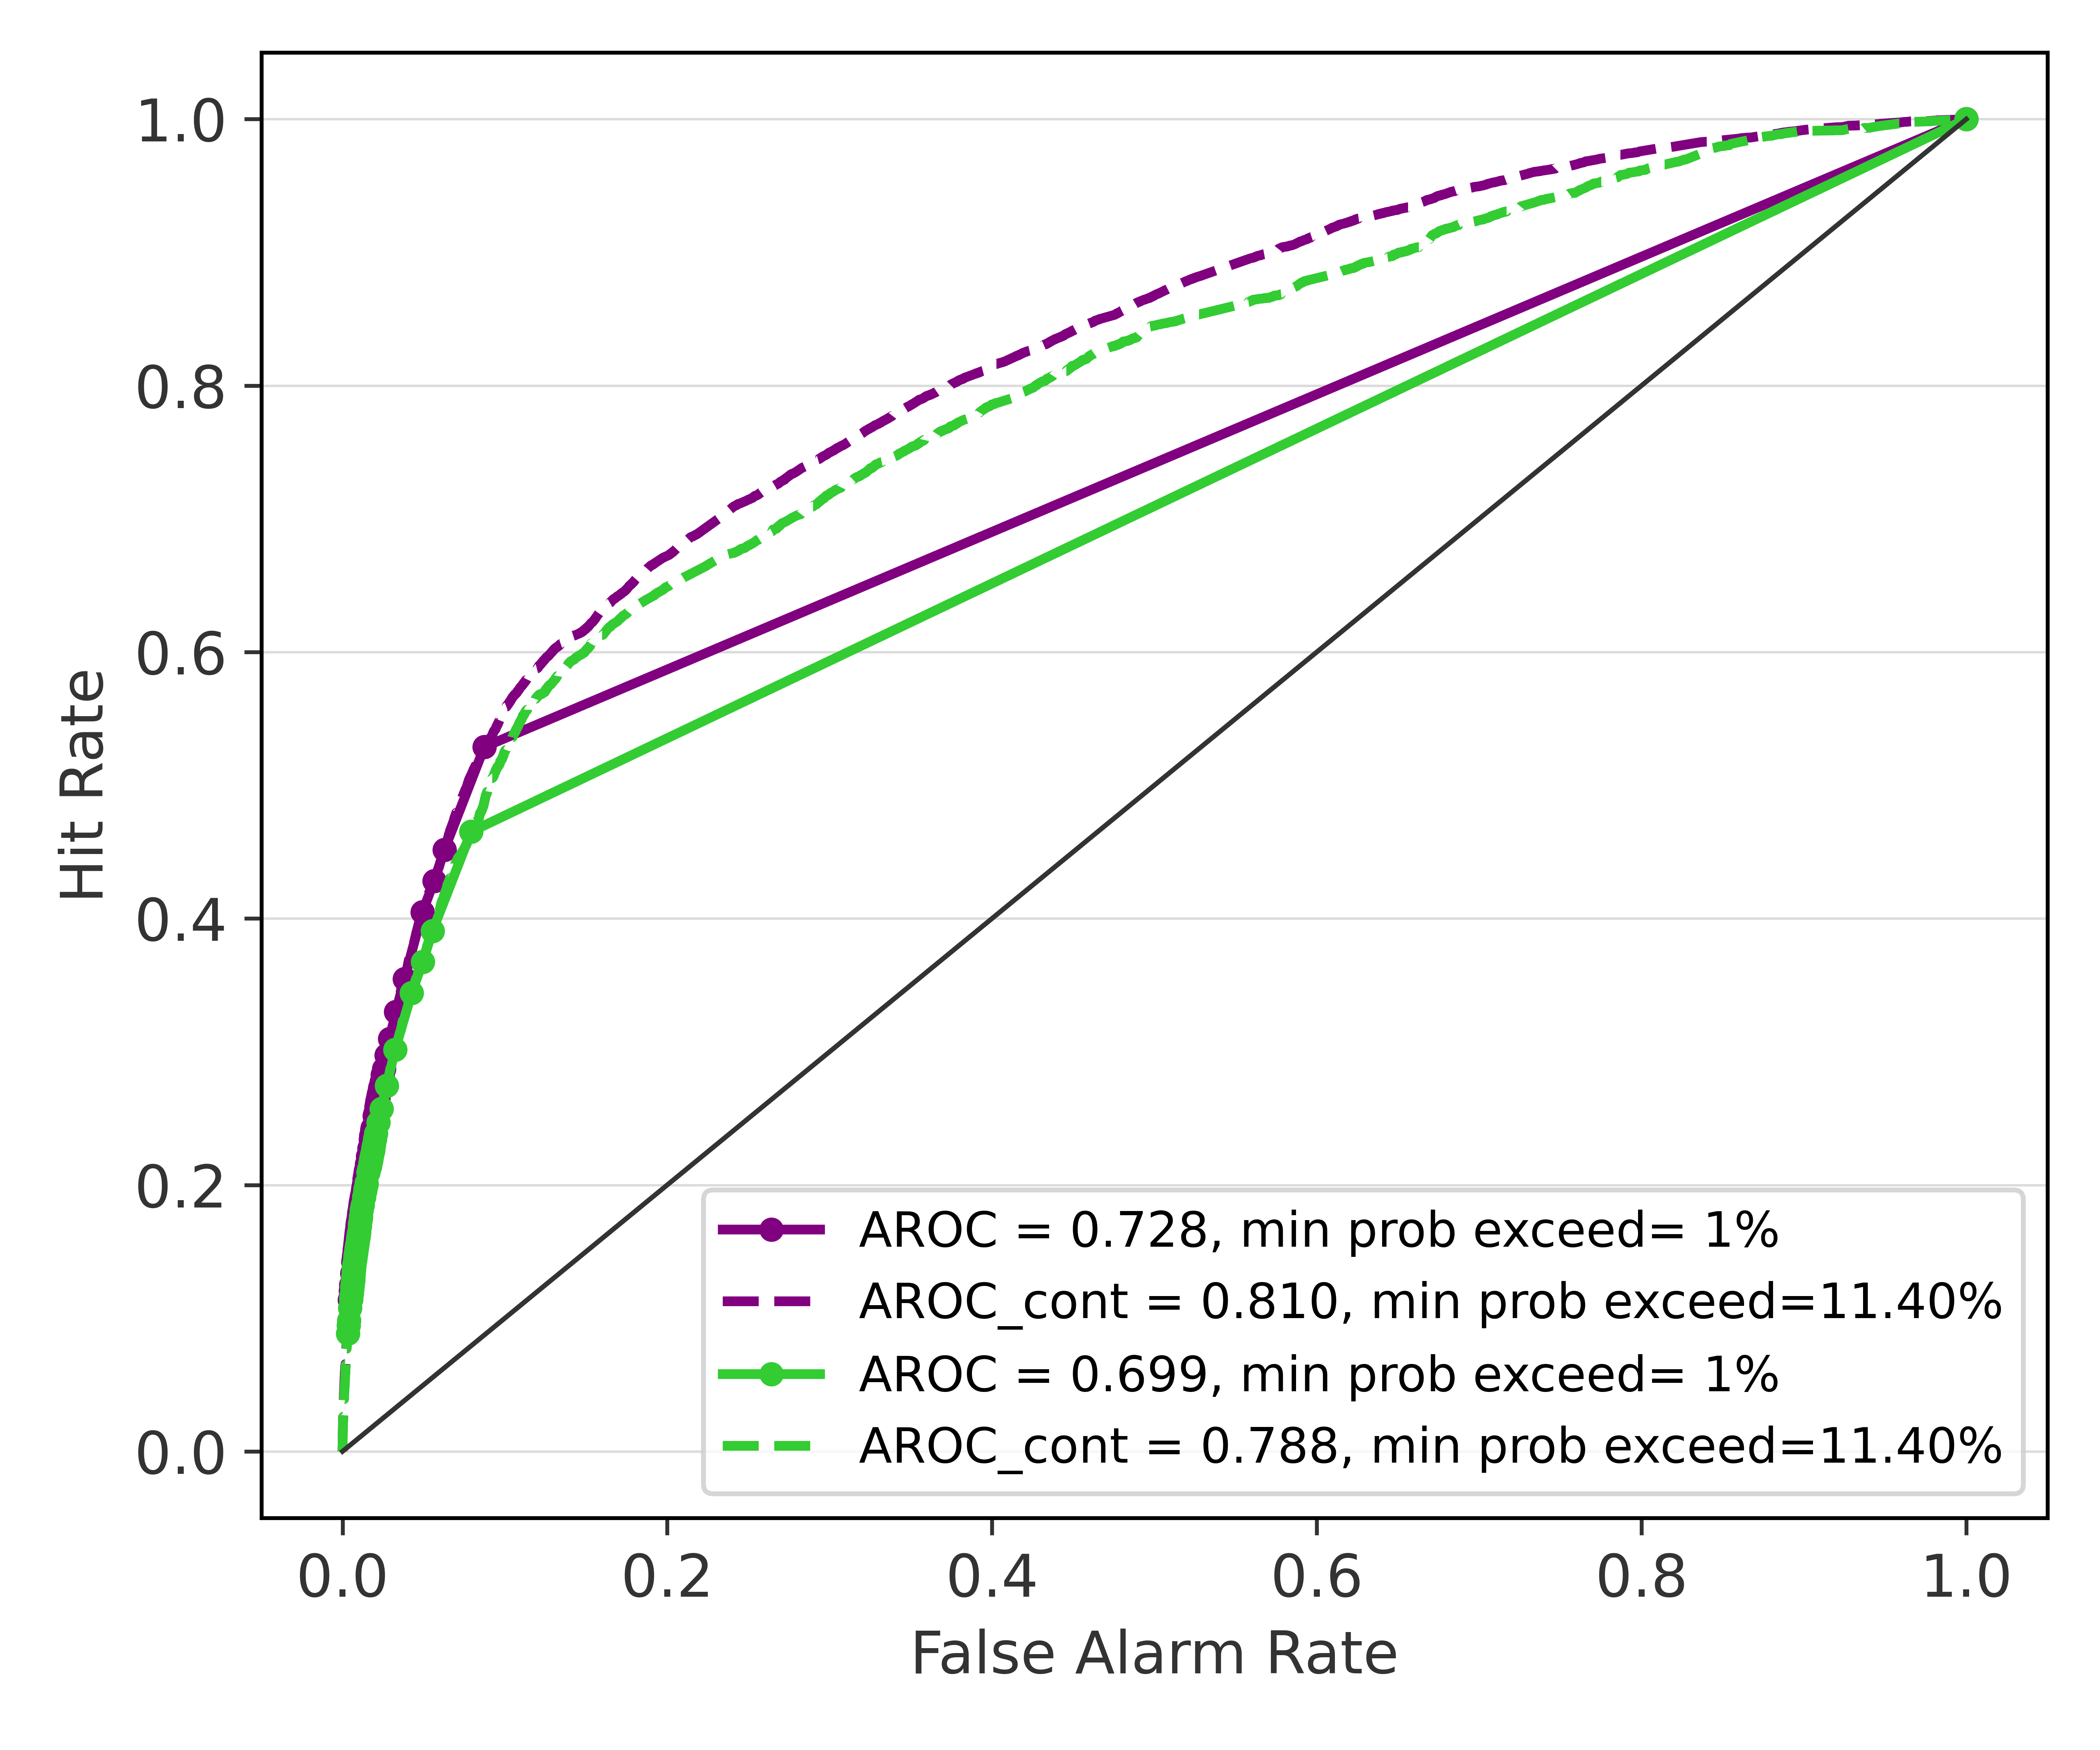 1.0
0.8
0.6
0.4
0.2
0.0
Hit Rate
AROC = 0.728, min prob exceed= 1%
AROC_cont = 0.810, min prob exceed=11.40%
AROC = 0.699, min prob exceed= 1%
AROC_cont = 0.788, min prob exceed=11.40%
0.0 0.2 0.4 0.6 0.8 1.0
False Alarm Rate